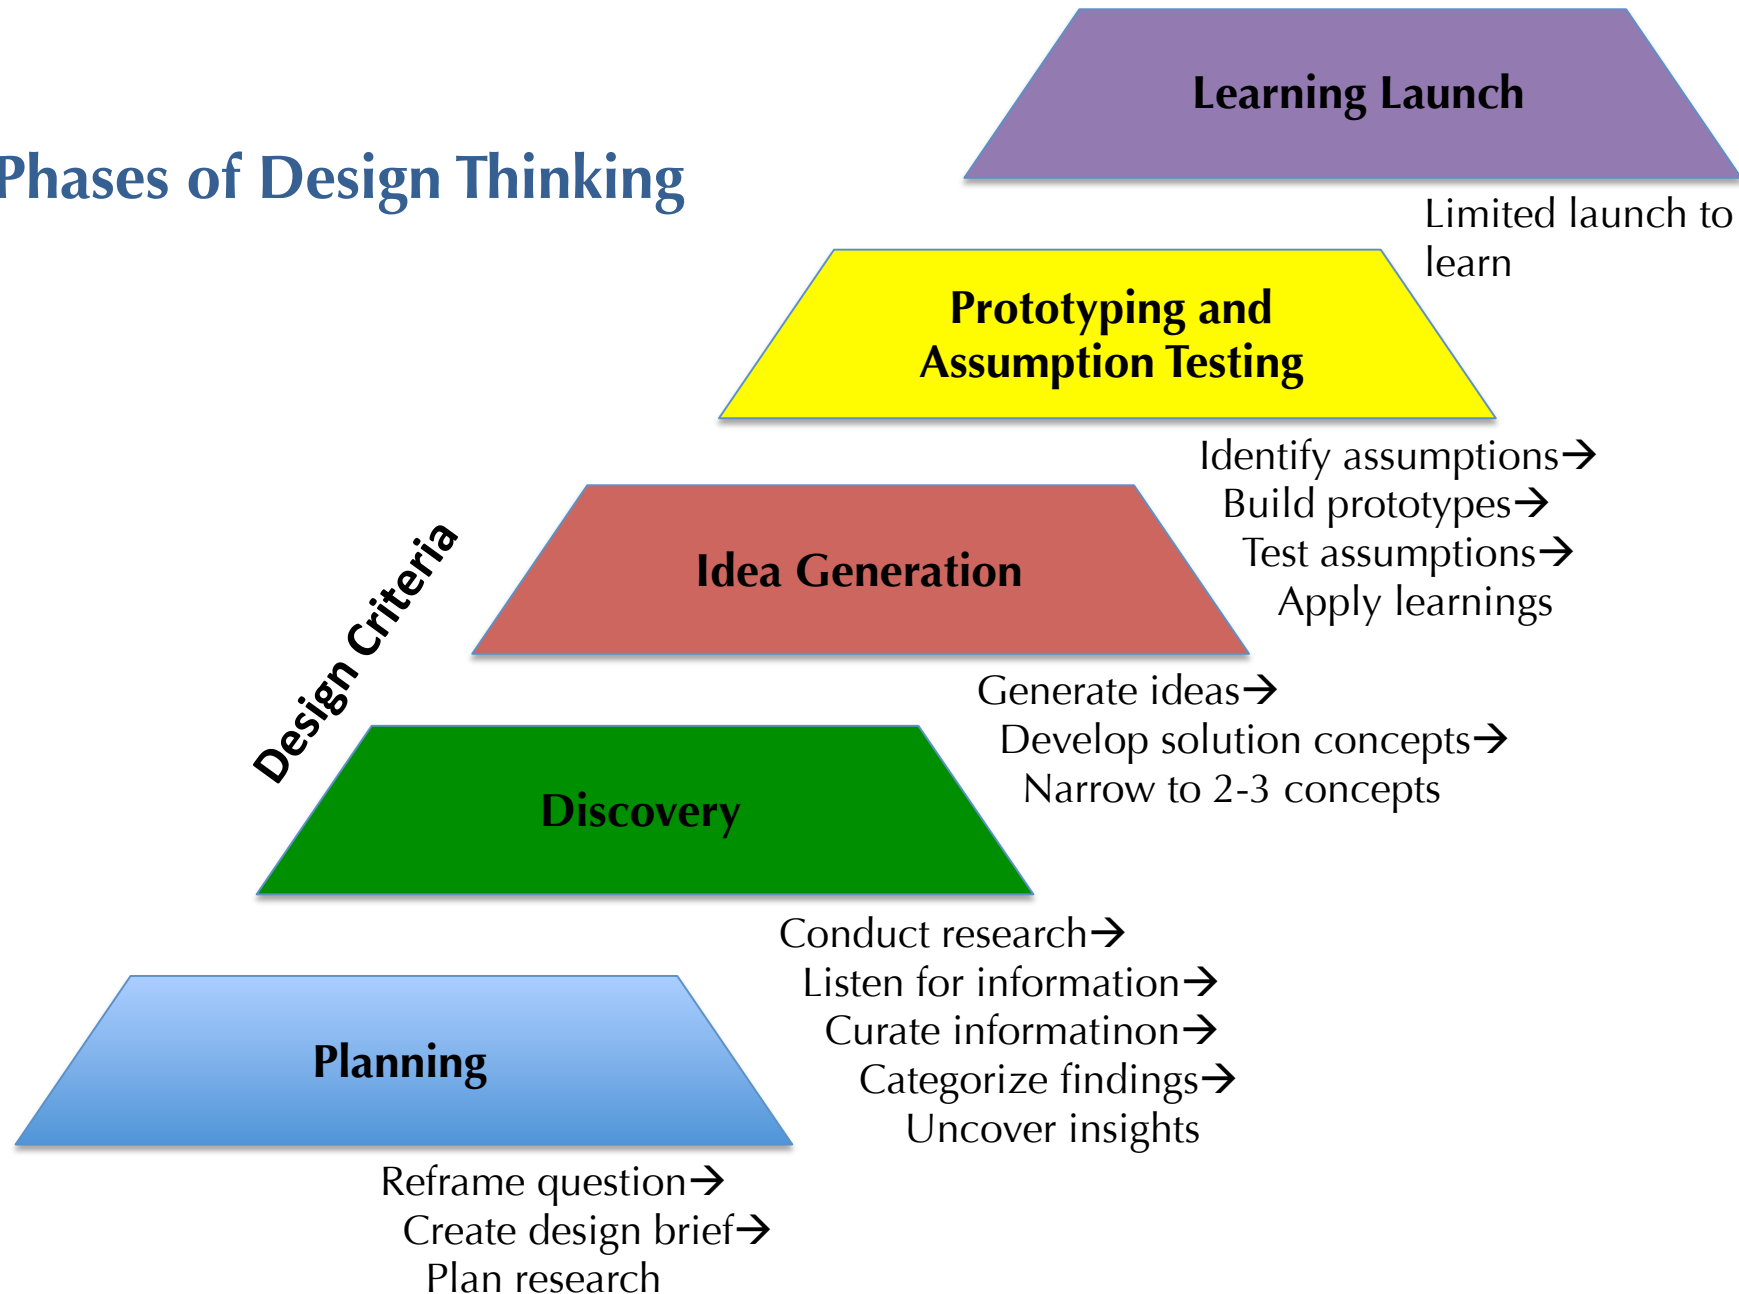 Learning Launch
Phases of Design Thinking
Limited launch to
learn
Prototyping and
Assumption Testing
Identify assumptions→
Build prototypes→
Test assumptions→
Apply learnings
Idea Generation
Design Criteria
Generate ideas→
Develop solution concepts→
Narrow to 2-3 concepts
Discovery
Conduct research→
Listen for information→
Curate informatinon→
Categorize findings→
Uncover insights
Planning
Reframe question→
Create design brief→
Plan research